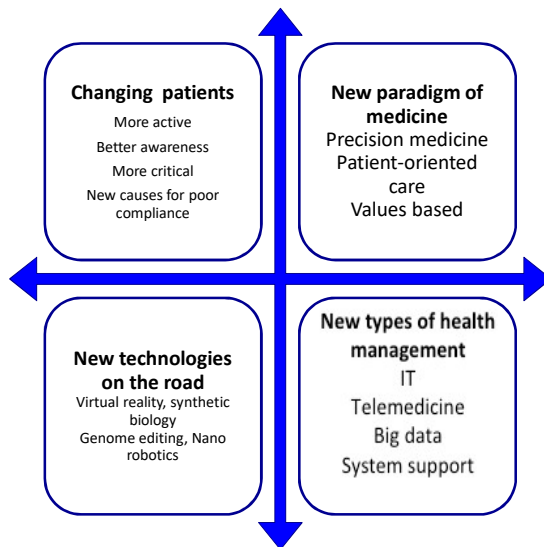 Changing patients
More active
Better awareness
More critical
New causes for poor
compliance
New paradigm of
medicine
Precision medicine
Patient-oriented
care
Values based
New technologies
on the road
Virtual reality, synthetic
biology
Genome editing, Nano
robotics
New types of health
management
IT
Telemedicine
Big data
System support